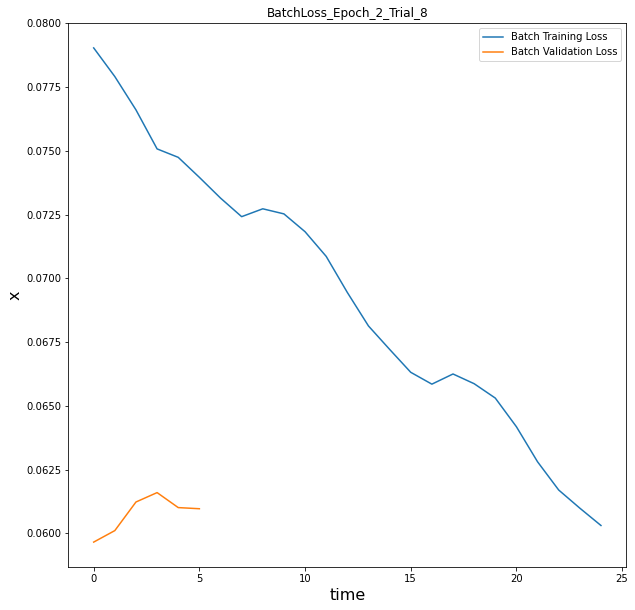 BatchLoss_Epoch_2_Trial_8
Batch Training Loss
Batch Validation Loss
0.0800
0.0775
0.0750
0.0725
0.0700
0.0675
0.0650
0.0625
0.0600
x
0 5 10 15 20 25
time